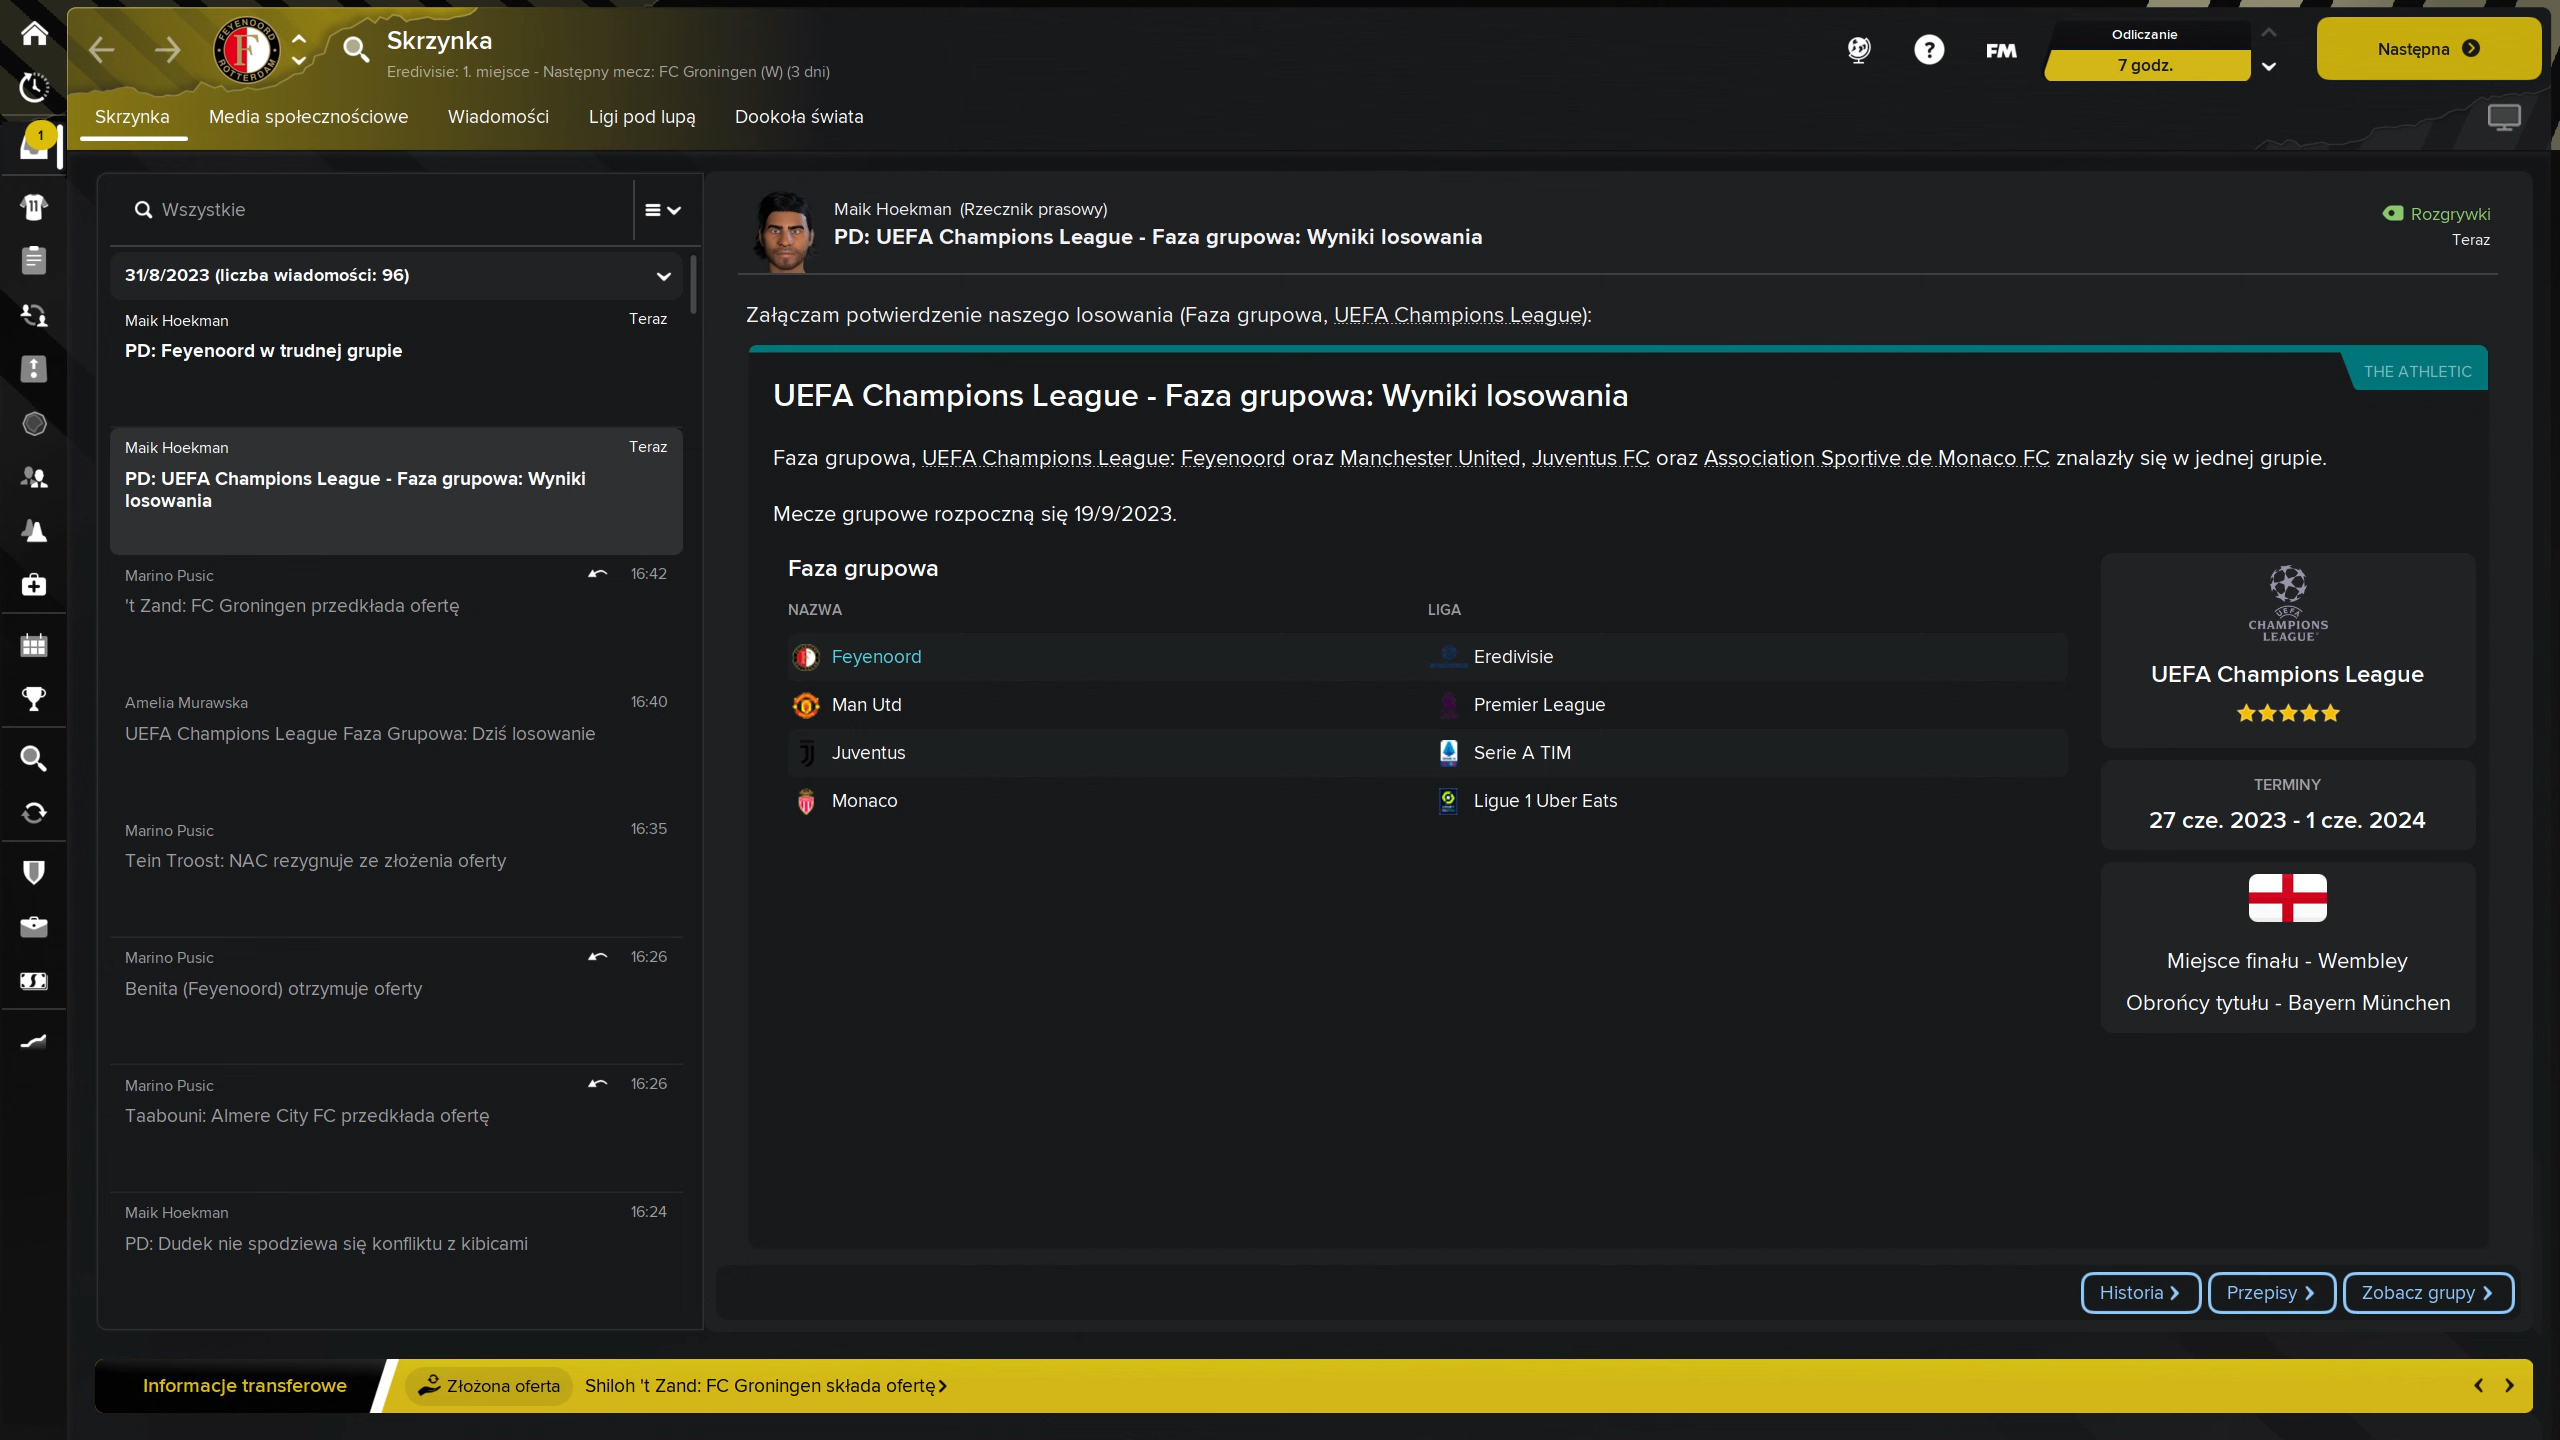 Skrzynka
Eredivisie: 1. miejsce - Następny mecz: FC Groningen (W) (3 dni)
FM
Odliczanie
7 godz.
Następna
Skrzynka
Media społecznościowe
Wiadomości
Ligi pod lupą
Dookoła świata
1
11
Wszystkie
31/8/2023 (liczba wiadomości: 96)
Maik Hoekman
Teraz
PD: Feyenoord w trudnej grupie
Maik Hoekman
Teraz
PD: UEFA Champions League - Faza grupowa: Wyniki
losowania
Marino Pusic
16:42
't Zand: FC Groningen przedkłada ofertę
Amelia Murawska
16:40
UEFA Champions League Faza Grupowa: Dziś losowanie
Marino Pusic
16:35
Tein Troost: NAC rezygnuje ze złożenia oferty
Marino Pusic
16:26
Benita (Feyenoord) otrzymuje oferty
Marino Pusic
16:26
Taabouni: Almere City FC przedkłada ofertę
Maik Hoekman
16:24
PD: Dudek nie spodziewa się konfliktu z kibicami
Maik Hoekman (Rzecznik prasowy)
PD: UEFA Champions League - Faza grupowa: Wyniki losowania
Rozgrywki
Teraz
Załączam potwierdzenie naszego losowania (Faza grupowa, UEFA Champions League):
THE ATHLETIC
UEFA Champions League - Faza grupowa: Wyniki losowania
Faza grupowa, UEFA Champions League: Feyenoord oraz Manchester United, Juventus FC oraz Association Sportive de Monaco FC znalazły się w jednej grupie.
Mecze grupowe rozpoczną się 19/9/2023.
Faza grupowa
NAZWA
LIGA
Feyenoord
Eredivisie
Man Utd
Premier League
Juventus
Serie A TIM
Monaco
Ligue 1 Uber Eats
UEFA
CHAMPIONS
LEAGUE
UEFA Champions League
TERMINY
27 cze. 2023 - 1 cze. 2024
Miejsce finału - Wembley
Obrońcy tytułu - Bayern München
Historia
Przepisy
Zobacz grupy
Informacje transferowe
Złożona oferta
Shiloh 't Zand: FC Groningen składa ofertę